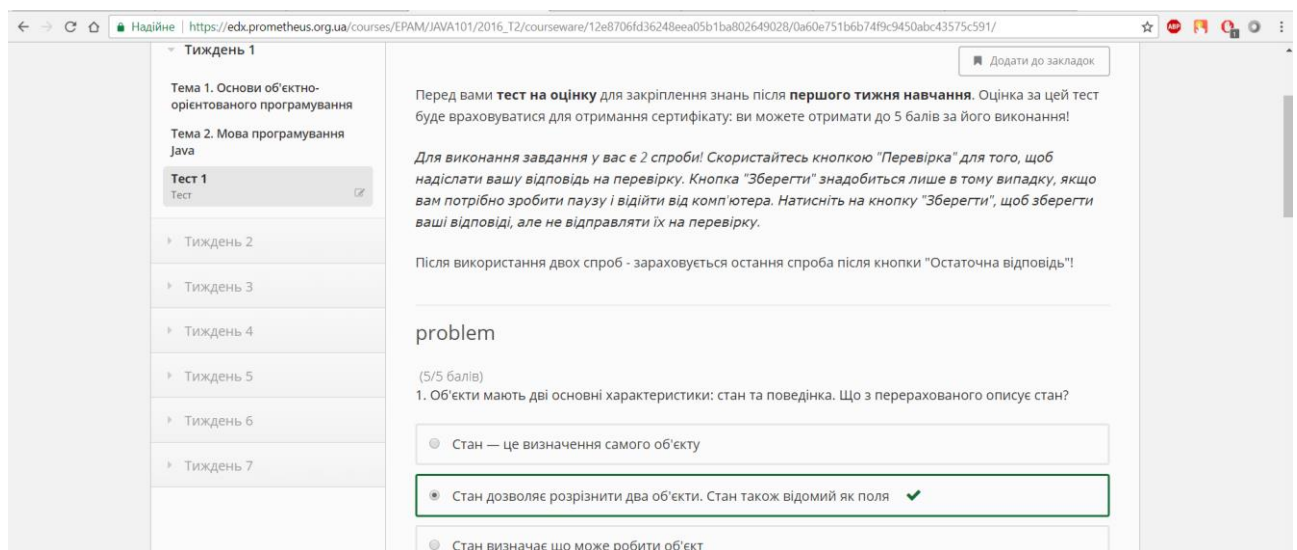 Надійне | https://edx.prometheus.org.ua/courses/EPAM/JAVA101/2016_T2/courseware/12e8706fd36248eea05b1ba802649028/0a60e751b6b74f9c9450abc43575c591/
ABP
1
Тиждень 1
Тема 1. Основи об'єктно-
орієнтованого програмування
Тема 2. Мова програмування
Java
Тест 1
Тест
Тиждень 2
Тиждень 3
Тиждень 4
Тиждень 5
Тиждень 6
Тиждень 7
Додати до закладок
Перед вами тест на оцінку для закріплення знань після першого тижня навчання. Оцінка за цей тест
буде враховуватися для отримання сертифікату: ви можете отримати до 5 балів за його виконання!
Для виконання завдання у вас є 2 спроби! Скористайтесь кнопкою "Перевірка" для того, щоб
надіслати вашу відповідь на перевірку. Кнопка "Зберегти" знадобиться лише в тому випадку, якщо
вам потрібно зробити паузу і відійти від комп'ютера. Натисніть на кнопку "Зберегти", щоб зберегти
ваші відповіді, але не відправляти їх на перевірку.
Після використання двох спроб - зараховується остання спроба після кнопки "Остаточна відповідь"!
problem
(5/5 балів)
1. Об'єкти мають дві основні характеристики: стан та поведінка. Що з перерахованого описує стан?
Стан — це визначення самого об'єкту
Стан дозволяє розрізнити два об'єкти. Стан також відомий як поля
Стан визначає що може робити об'єкт